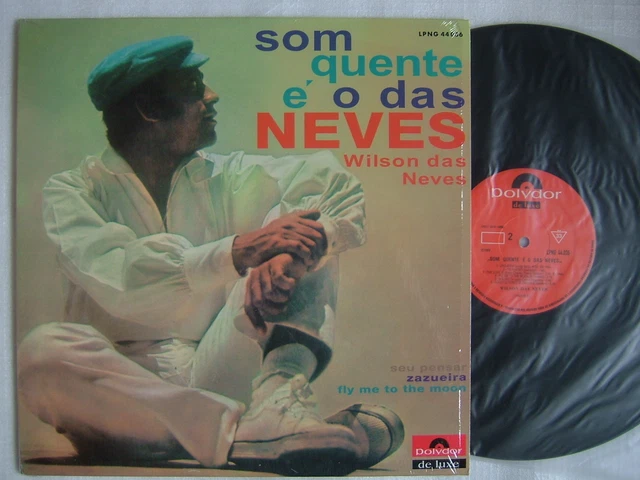 LPNG 44066
som
quente
é o das
NEVES
Wilson das
Neves
seu pensar
zazueira
fly me to the moon
Polydor
de luxe
Polydor
de luxe
2